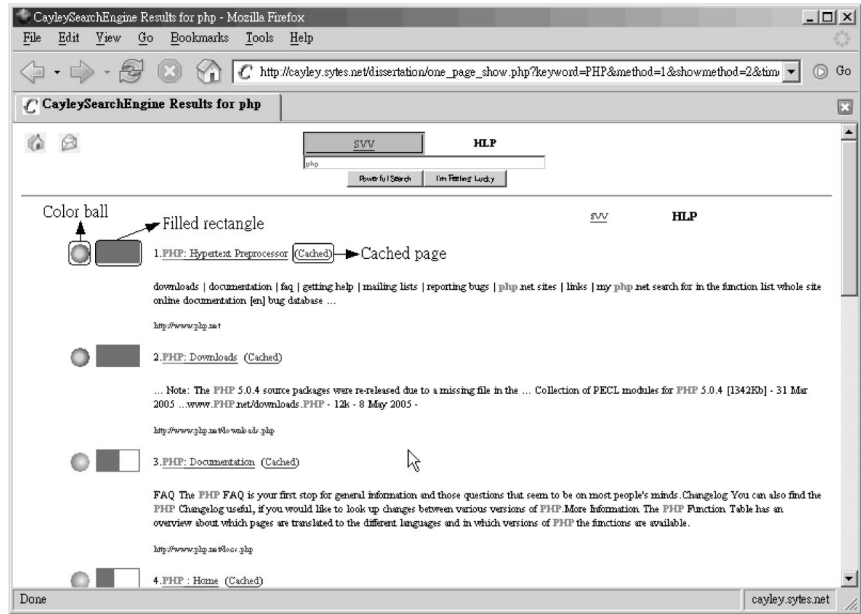 CayleySearchEngine Results for php - Mozilla Firefox
File Edit View Go Bookmarks Tools Help
http://cayley.sytes.net/dissertation/one_page_show.php?keyword=PHP&method=1&showmethod=2&tim
Go
CayleySearchEngine Results for php
SVV HLP
php
Powerful Search I'm Feeling Lucky
Color ball
Filled rectangle
SVV HLP
1.PHP: Hypertext Preprocessor (Cached) Cached page
downloads | documentation | faq | getting help | mailing lists | reporting bugs | php.net sites | links | my php.net search for in the function list whole site
online documentation [en] bug database ...
http://www.php.net
2.PHP: Downloads (Cached)
... Note: The PHP 5.0.4 source packages were re-released due to a missing file in the ... Collection of PECL modules for PHP 5.0.4 [1342Kb] - 31 Mar
2005 ...www.PHP.net/downloads.PHP - 12k - 8 May 2005 -
http://www.php.net/downloads.php
3.PHP: Documentation (Cached)
FAQ The PHP FAQ is your first stop for general information and those questions that seem to be on most people's minds.Changelog You can also find the
PHP Changelog useful, if you would like to look up changes between various versions of PHP.More Information The PHP Function Table has an
overview about which pages are translated to the different languages and in which versions of PHP the functions are available.
http://www.php.net/docs.php
4.PHP : Home (Cached)
Done cayley.sytes.net